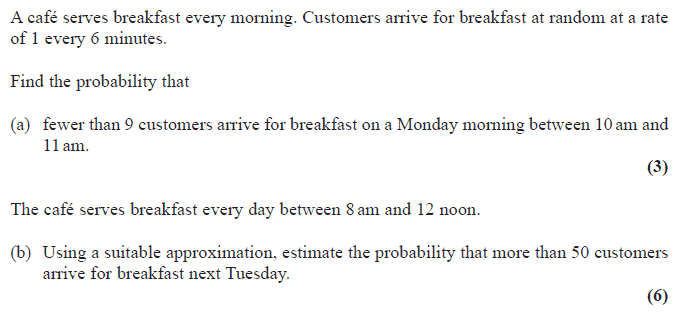 A café serves breakfast every morning. Customers arrive for breakfast at random at a rate
of 1 every 6 minutes.
Find the probability that
(a) fewer than 9 customers arrive for breakfast on a Monday morning between 10 am and
11 am.
(3)
The café serves breakfast every day between 8 am and 12 noon.
(b) Using a suitable approximation, estimate the probability that more than 50 customers
arrive for breakfast next Tuesday.
(6)